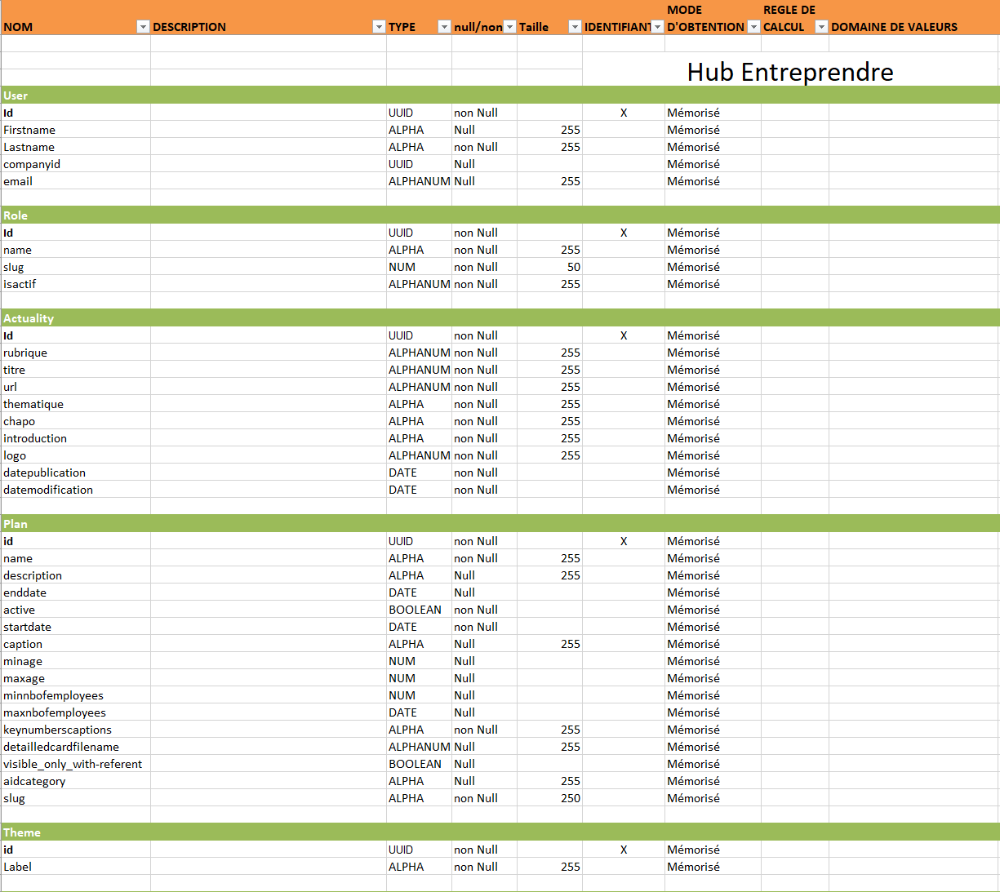 MODE REGLE DE
NOM DESCRIPTION TYPE null/non Taille IDENTIFIANT D'OBTENTION CALCUL DOMAINE DE VALEURS
Hub Entreprendre
User
Id UUID non Null X Mémorisé
Firstname ALPHA Null 255 Mémorisé
Lastname ALPHA non Null 255 Mémorisé
companyid UUID Null Mémorisé
email ALPHANUM Null 255 Mémorisé
Role
Id UUID non Null X Mémorisé
name ALPHA non Null 255 Mémorisé
slug NUM non Null 50 Mémorisé
isactif ALPHANUM non Null 255 Mémorisé
Actuality
Id UUID non Null X Mémorisé
rubrique ALPHANUM non Null 255 Mémorisé
titre ALPHANUM non Null 255 Mémorisé
url ALPHANUM non Null 255 Mémorisé
thematique ALPHA non Null 255 Mémorisé
chapo ALPHA non Null 255 Mémorisé
introduction ALPHA non Null 255 Mémorisé
logo ALPHANUM non Null 255 Mémorisé
datepublication DATE non Null Mémorisé
datemodification DATE non Null Mémorisé
Plan
id UUID non Null X Mémorisé
name ALPHA non Null 255 Mémorisé
description ALPHA Null 255 Mémorisé
enddate DATE Null Mémorisé
active BOOLEAN non Null Mémorisé
startdate DATE non Null Mémorisé
caption ALPHA Null 255 Mémorisé
minage NUM Null Mémorisé
maxage NUM Null Mémorisé
minnbofemployees NUM Null Mémorisé
maxnbofemployees DATE Null Mémorisé
keynumberscaptions ALPHA non Null 255 Mémorisé
detailledcardfilename ALPHANUM Null 255 Mémorisé
visible_only_with-referent BOOLEAN Null Mémorisé
aidcategory ALPHA Null 255 Mémorisé
slug ALPHA non Null 250 Mémorisé
Theme
id UUID non Null X Mémorisé
Label ALPHA non Null 255 Mémorisé